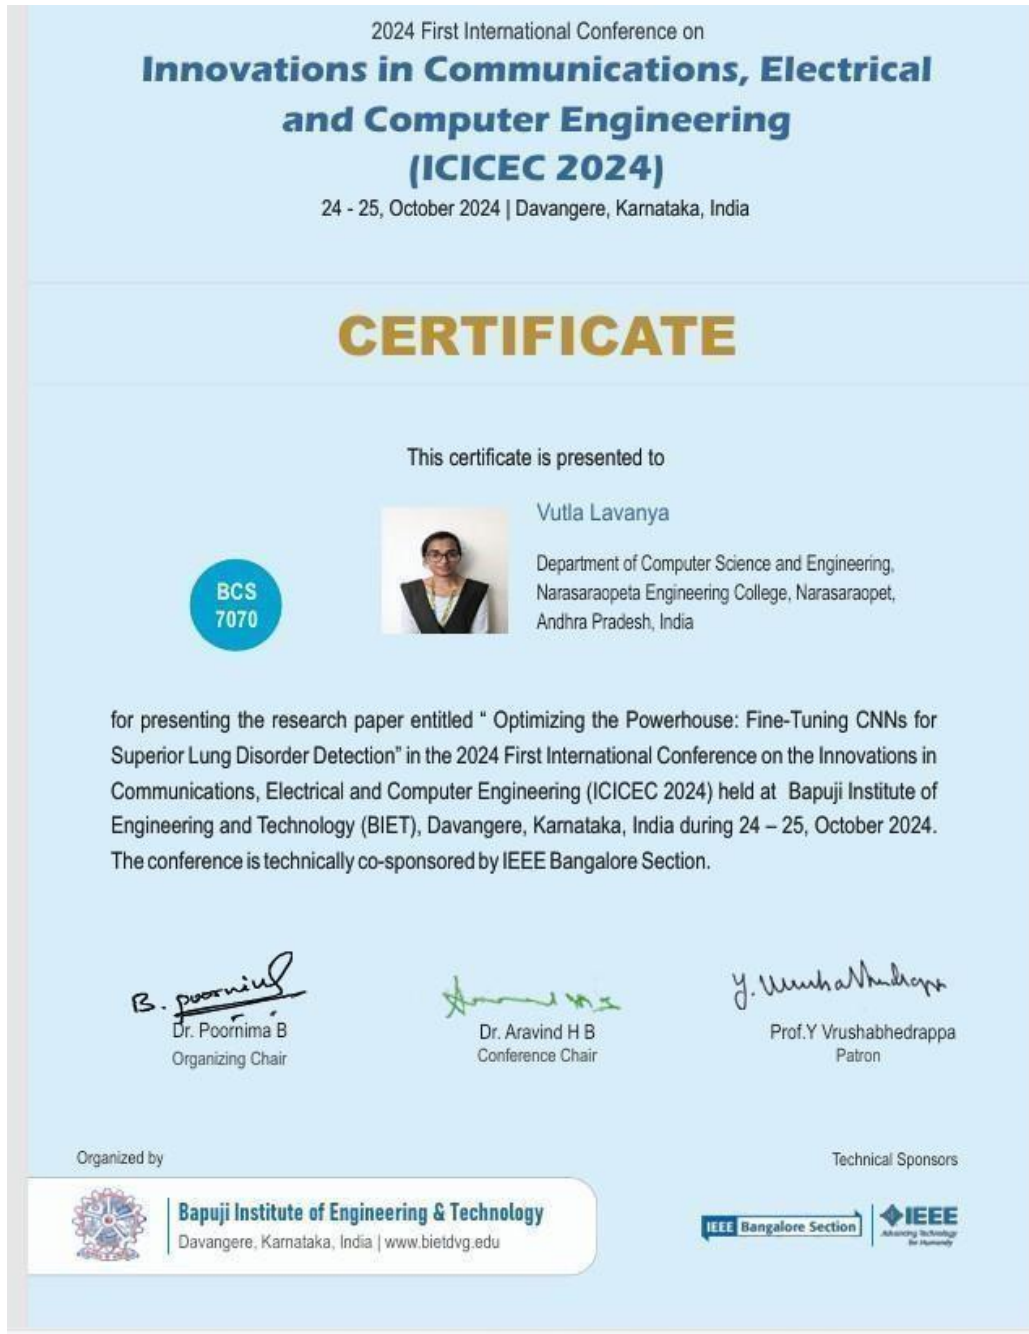 2024 First International Conference on
Innovations in Communications, Electrical
and Computer Engineering
(ICICEC 2024)
24 - 25, October 2024 | Davangere, Karnataka, India
CERTIFICATE
This certificate is presented to
Vutla Lavanya
Department of Computer Science and Engineering,
Narasaraopeta Engineering College, Narasaraopet,
Andhra Pradesh, India
BCS
7070
for presenting the research paper entitled “ Optimizing the Powerhouse: Fine-Tuning CNNs for
Superior Lung Disorder Detection” in the 2024 First International Conference on the Innovations in
Communications, Electrical and Computer Engineering (ICICEC 2024) held at Bapuji Institute of
Engineering and Technology (BIET), Davangere, Karnataka, India during 24 – 25, October 2024.
The conference is technically co-sponsored by IEEE Bangalore Section.
B. Poornima
Dr. Poornima B
Organizing Chair
Dr. Aravind H B
Conference Chair
Prof.Y Vrushabhedrappa
Patron
Organized by
Bapuji Institute of Engineering & Technology
Davangere, Karnataka, India | www.bietdvg.edu
Technical Sponsors
IEEE Bangalore Section
IEEE
Advancing Technology
for Humanity